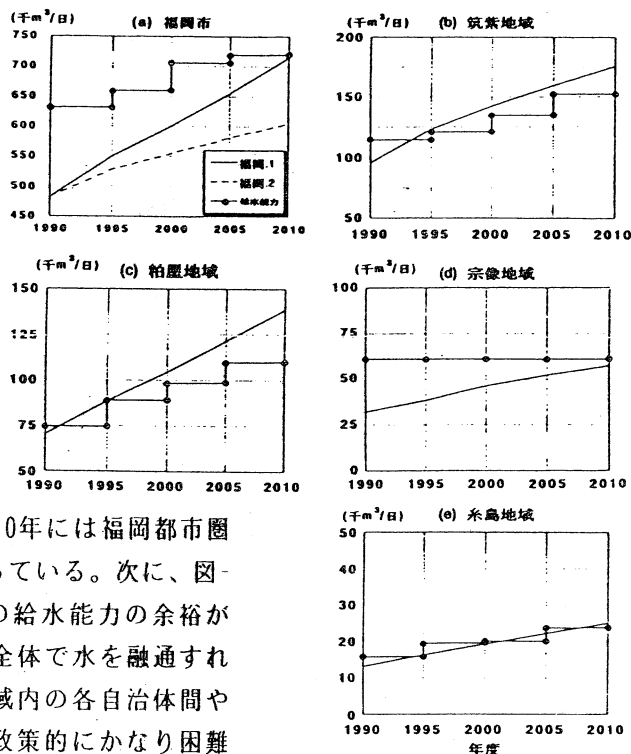 (千m³/日) (a) 福岡市
750
700
650
600
550
500
450
福岡.1
福岡.2
給水能力
1990 1995 2000 2005 2010
(千m³/日) (b) 筑紫地域
200
150
100
50
1990 1995 2000 2005 2010
(千m³/日) (c) 粕屋地域
150
125
100
75
50
1990 1995 2000 2005 2010
(千m³/日) (d) 宗像地域
100
75
50
25
0
1990 1995 2000 2005 2010
0年には福岡都市圏
っている。次に、図-
の給水能力の余裕が
全体で水を融通すれ
域内の各自治体間や
政策的にかなり困難
(千m³/日) (e) 糸島地域
50
40
30
20
10
0
1990 1995 2000 2005 2010
年度